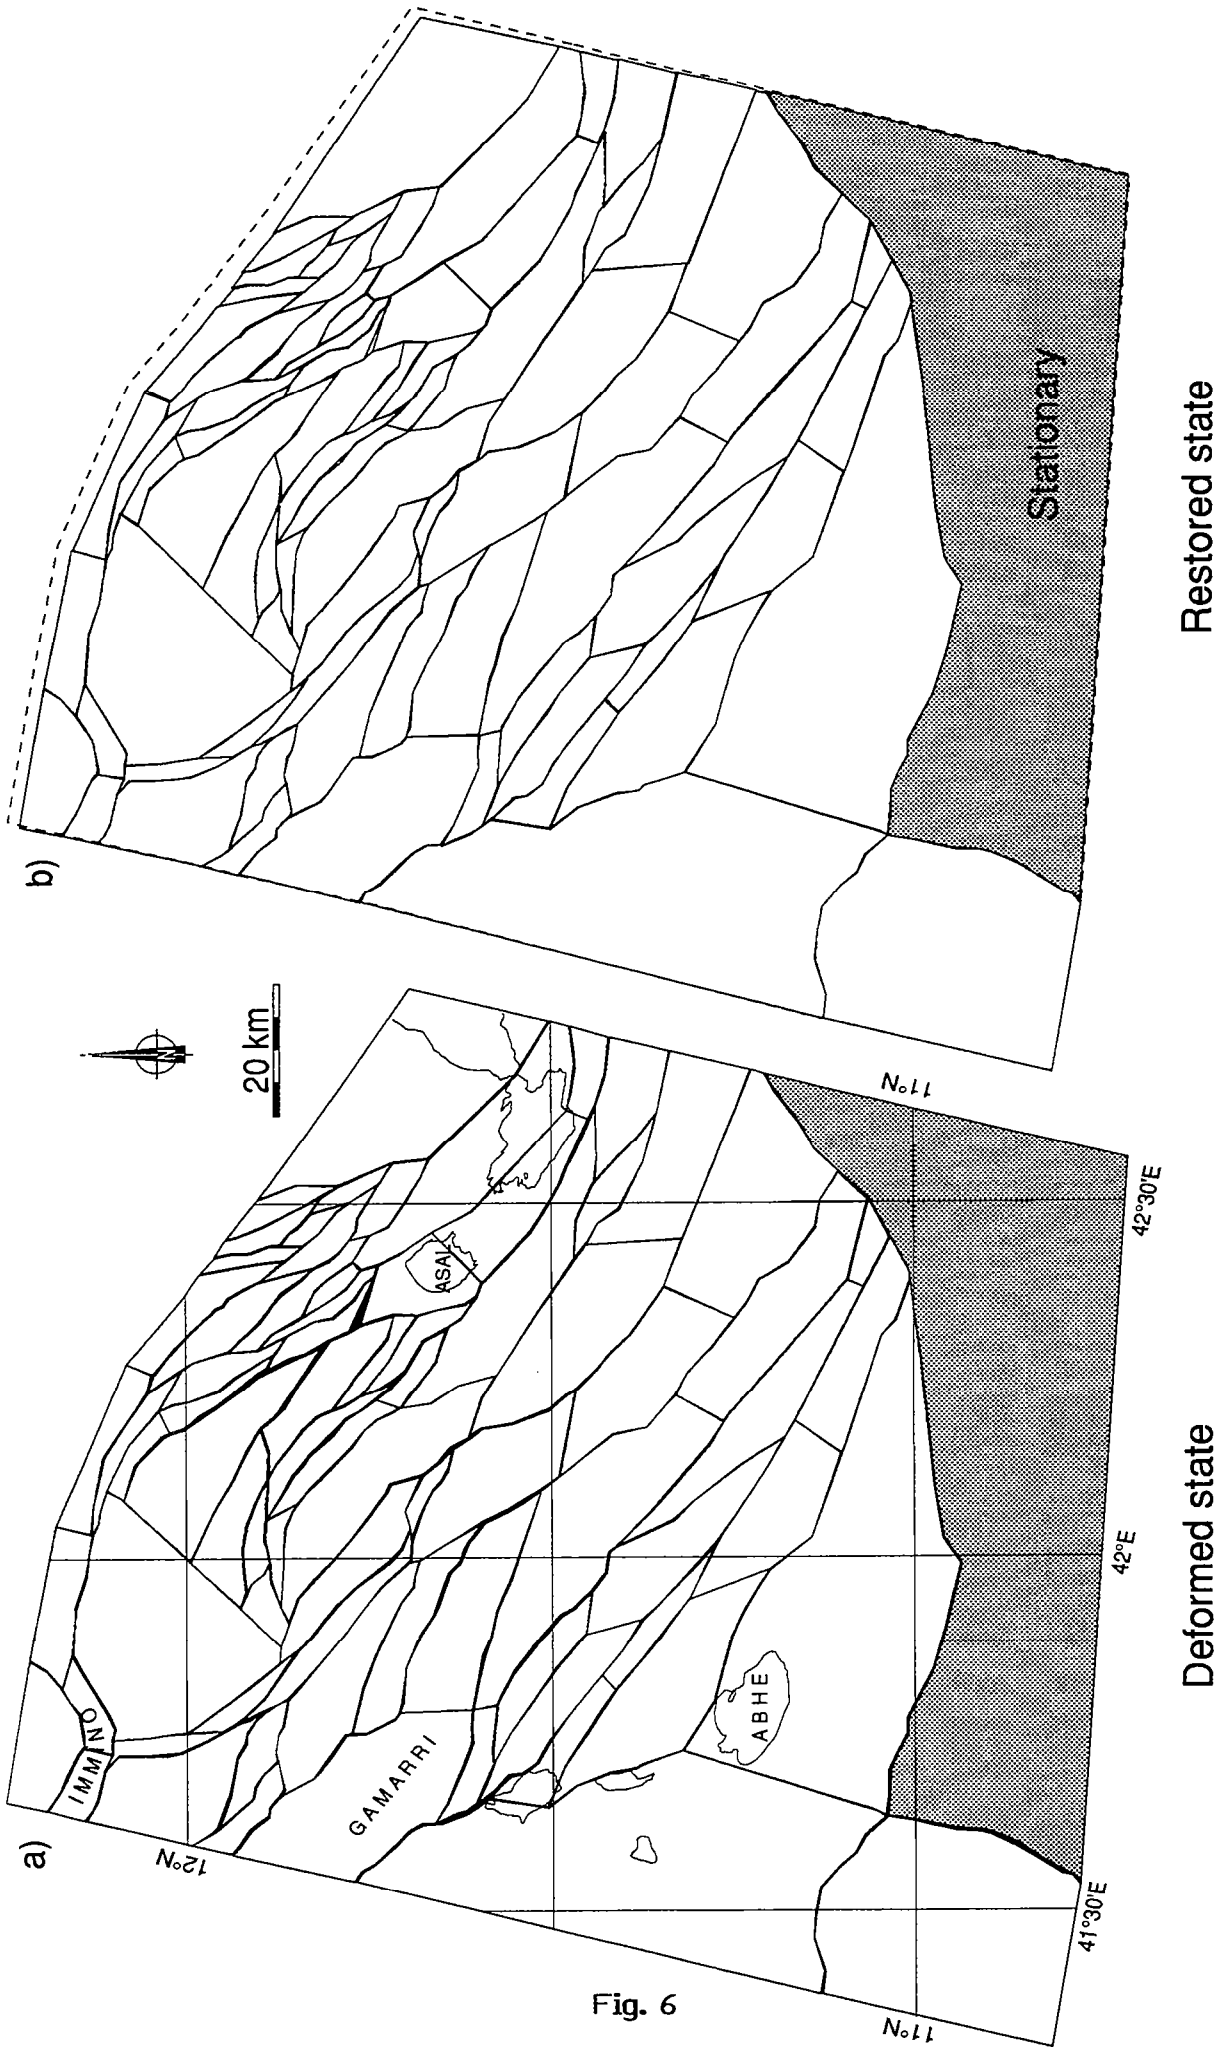 a)
IMMINO
12°N
GAMARRI
ASAL
ABHE
11°N
11°N
41°30'E
42°E
42°30'E
Deformed state
20 km
N
b)
Stationary
Restored state
Fig. 6